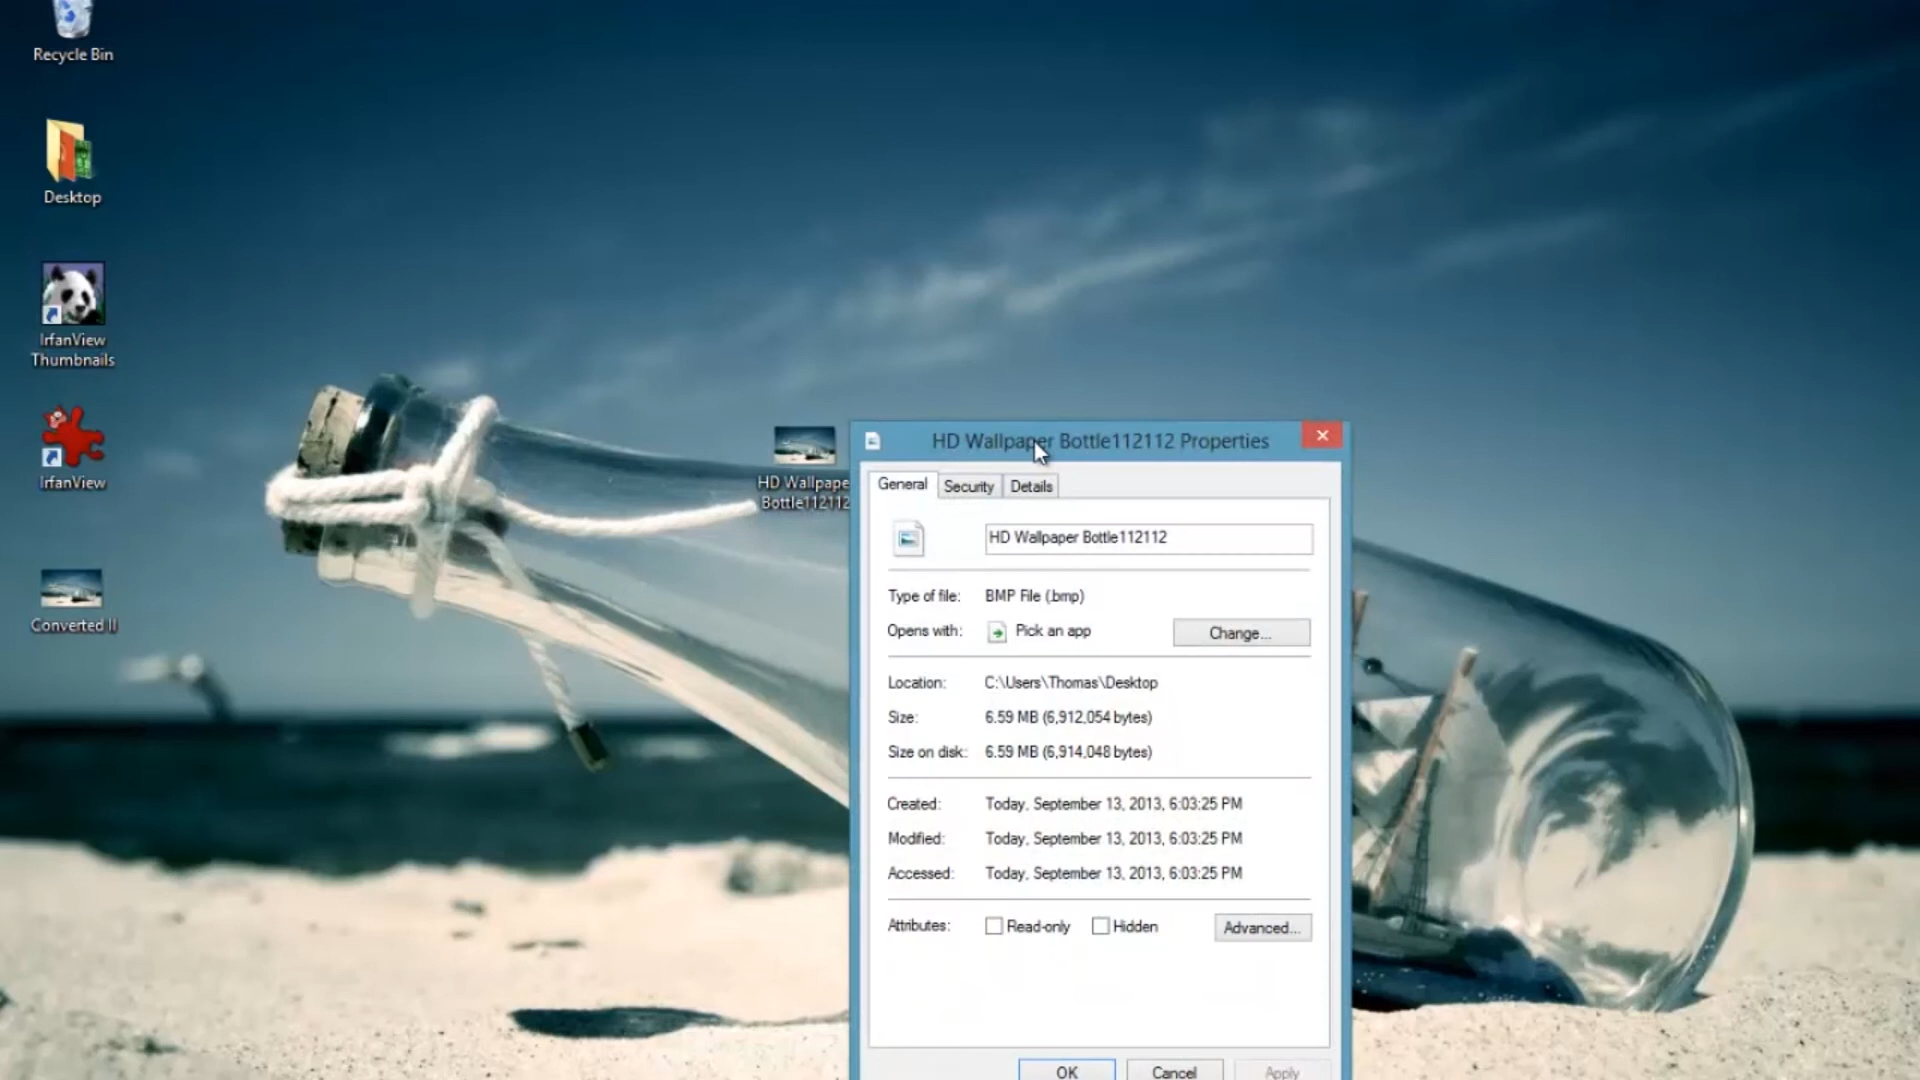 Recycle Bin
Desktop
IrfanView
Thumbnails
IrfanView
Converted II
HD Wallpape
Bottle112112
HD Wallpaper Bottle112112 Properties
General
Security
Details
HD Wallpaper Bottle112112
Type of file: BMP File (.bmp)
Opens with: Pick an app
Change...
Location: C:\Users\Thomas\Desktop
Size: 6.59 MB (6,912,054 bytes)
Size on disk: 6.59 MB (6,914,048 bytes)
Created: Today, September 13, 2013, 6:03:25 PM
Modified: Today, September 13, 2013, 6:03:25 PM
Accessed: Today, September 13, 2013, 6:03:25 PM
Attributes: Read-only Hidden Advanced...
OK Cancel Apply